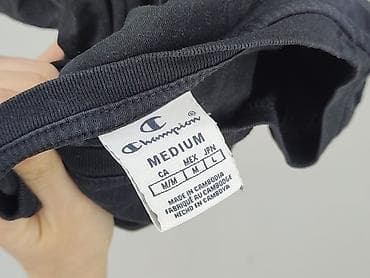 Champion
®
MEDIUM
CA MEX JPN
M/M M L
MADE IN CAMBODIA
FABRIQUÉ AU CAMBODGE
HECHO EN CAMBOYA